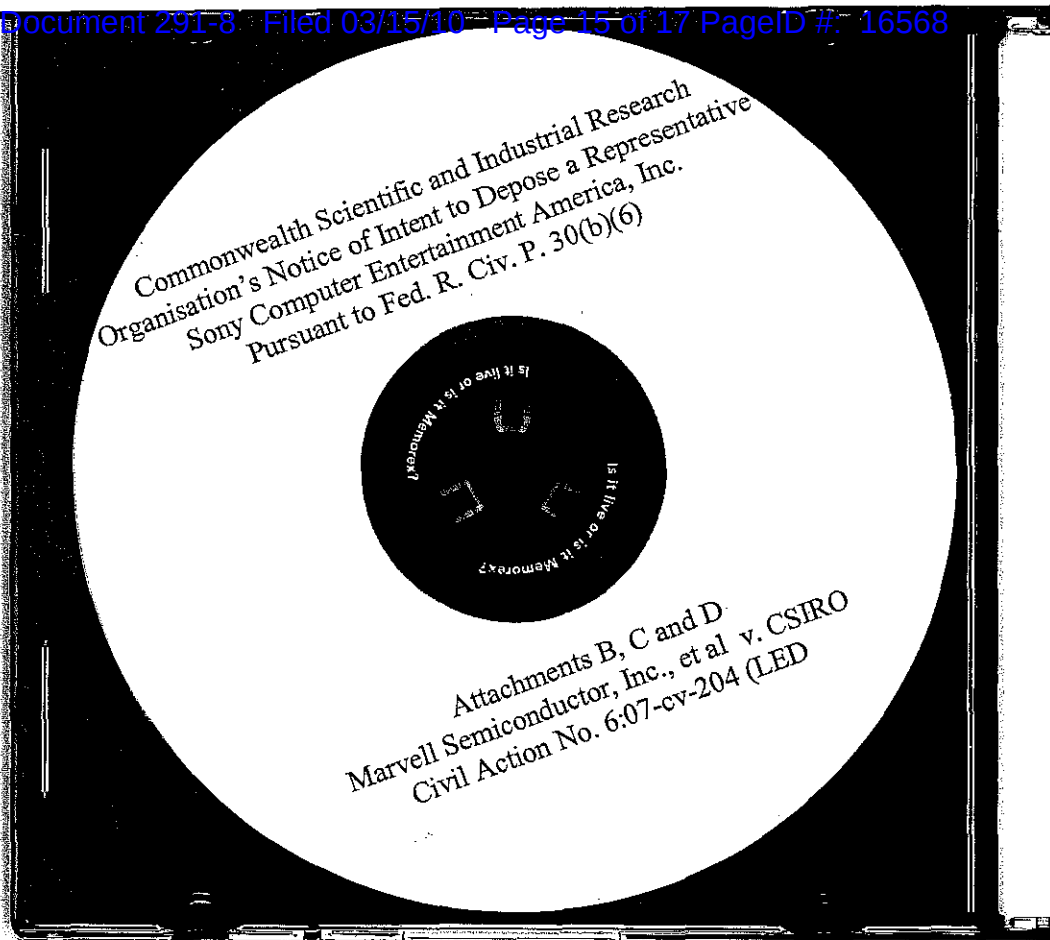 Document 291-8 Filed 03/15/10 Page 15 of 17 PageID #: 16568
Commonwealth Scientific and Industrial Research
Organisation's Notice of Intent to Depose a Representative
Sony Computer Entertainment America, Inc.
Pursuant to Fed. R. Civ. P. 30(b)(6)
Is it live or is it Memorex?
Is it live or is it Memorex?
Attachments B, C and D
Marvell Semiconductor, Inc., et al v. CSIRO
Civil Action No. 6:07-cv-204 (LED